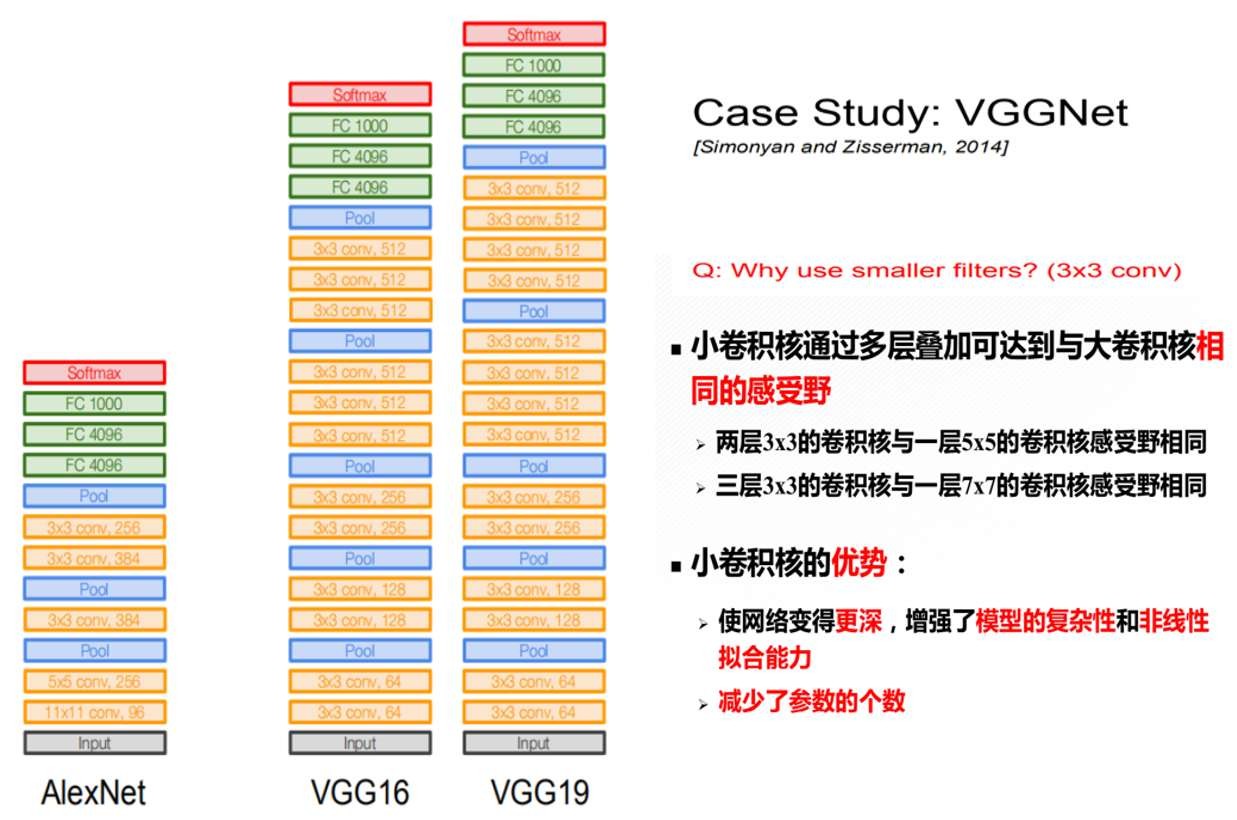 Softmax
FC 1000
FC 4096
FC 4096
Pool
3x3 conv, 256
3x3 conv, 384
Pool
3x3 conv, 384
Pool
5x5 conv, 256
11x11 conv, 96
Input
AlexNet
Softmax
FC 1000
FC 4096
FC 4096
Pool
3x3 conv, 512
3x3 conv, 512
3x3 conv, 512
Pool
3x3 conv, 512
3x3 conv, 512
3x3 conv, 512
Pool
3x3 conv, 256
3x3 conv, 256
Pool
3x3 conv, 128
3x3 conv, 128
Pool
3x3 conv, 64
3x3 conv, 64
Input
VGG16
Softmax
FC 1000
FC 4096
FC 4096
Pool
3x3 conv, 512
3x3 conv, 512
3x3 conv, 512
3x3 conv, 512
Pool
3x3 conv, 512
3x3 conv, 512
3x3 conv, 512
3x3 conv, 512
Pool
3x3 conv, 256
3x3 conv, 256
Pool
3x3 conv, 128
3x3 conv, 128
Pool
3x3 conv, 64
3x3 conv, 64
Input
VGG19
Case Study: VGGNet
[Simonyan and Zisserman, 2014]
Q: Why use smaller filters? (3x3 conv)
▪ 小卷积核通过多层叠加可达到与大卷积核相
同的感受野
➢ 两层3x3的卷积核与一层5x5的卷积核感受野相同
➢ 三层3x3的卷积核与一层7x7的卷积核感受野相同
▪ 小卷积核的优势：
➢ 使网络变得更深，增强了模型的复杂性和非线性
拟合能力
➢ 减少了参数的个数